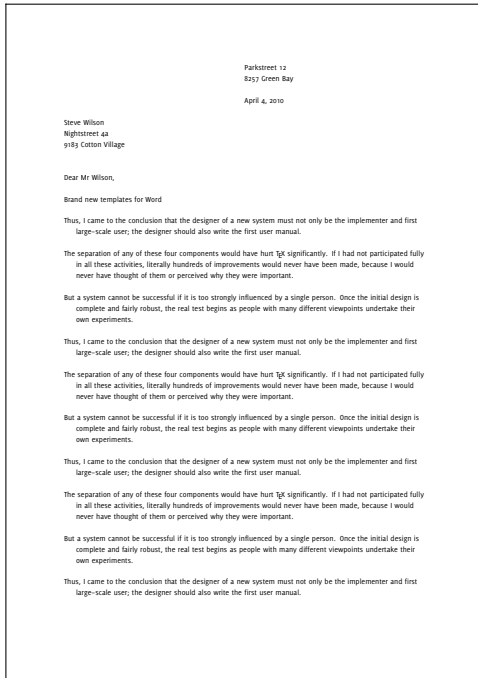 Parkstreet 12
8257 Green Bay
April 4, 2010
Steve Wilson
Nightstreet 4a
9183 Cotton Village
Dear Mr Wilson,
Brand new templates for Word
Thus, I came to the conclusion that the designer of a new system must not only be the implementer and first
large-scale user; the designer should also write the first user manual.
The separation of any of these four components would have hurt TEX significantly. If I had not participated fully
in all these activities, literally hundreds of improvements would never have been made, because I would
never have thought of them or perceived why they were important.
But a system cannot be successful if it is too strongly influenced by a single person. Once the initial design is
complete and fairly robust, the real test begins as people with many different viewpoints undertake their
own experiments.
Thus, I came to the conclusion that the designer of a new system must not only be the implementer and first
large-scale user; the designer should also write the first user manual.
The separation of any of these four components would have hurt TEX significantly. If I had not participated fully
in all these activities, literally hundreds of improvements would never have been made, because I would
never have thought of them or perceived why they were important.
But a system cannot be successful if it is too strongly influenced by a single person. Once the initial design is
complete and fairly robust, the real test begins as people with many different viewpoints undertake their
own experiments.
Thus, I came to the conclusion that the designer of a new system must not only be the implementer and first
large-scale user; the designer should also write the first user manual.
The separation of any of these four components would have hurt TEX significantly. If I had not participated fully
in all these activities, literally hundreds of improvements would never have been made, because I would
never have thought of them or perceived why they were important.
But a system cannot be successful if it is too strongly influenced by a single person. Once the initial design is
complete and fairly robust, the real test begins as people with many different viewpoints undertake their
own experiments.
Thus, I came to the conclusion that the designer of a new system must not only be the implementer and first
large-scale user; the designer should also write the first user manual.